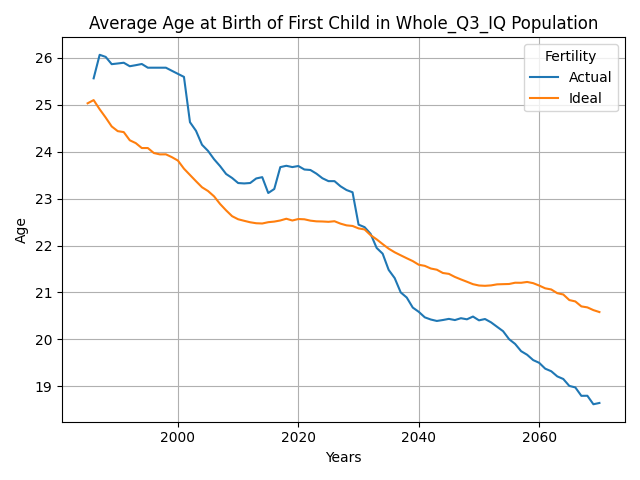 Average Age at Birth of First Child in Whole_Q3_IQ Population
Fertility
Actual
Ideal
26
25
24
23
22
21
20
19
Age
2000
2020
2040
2060
Years